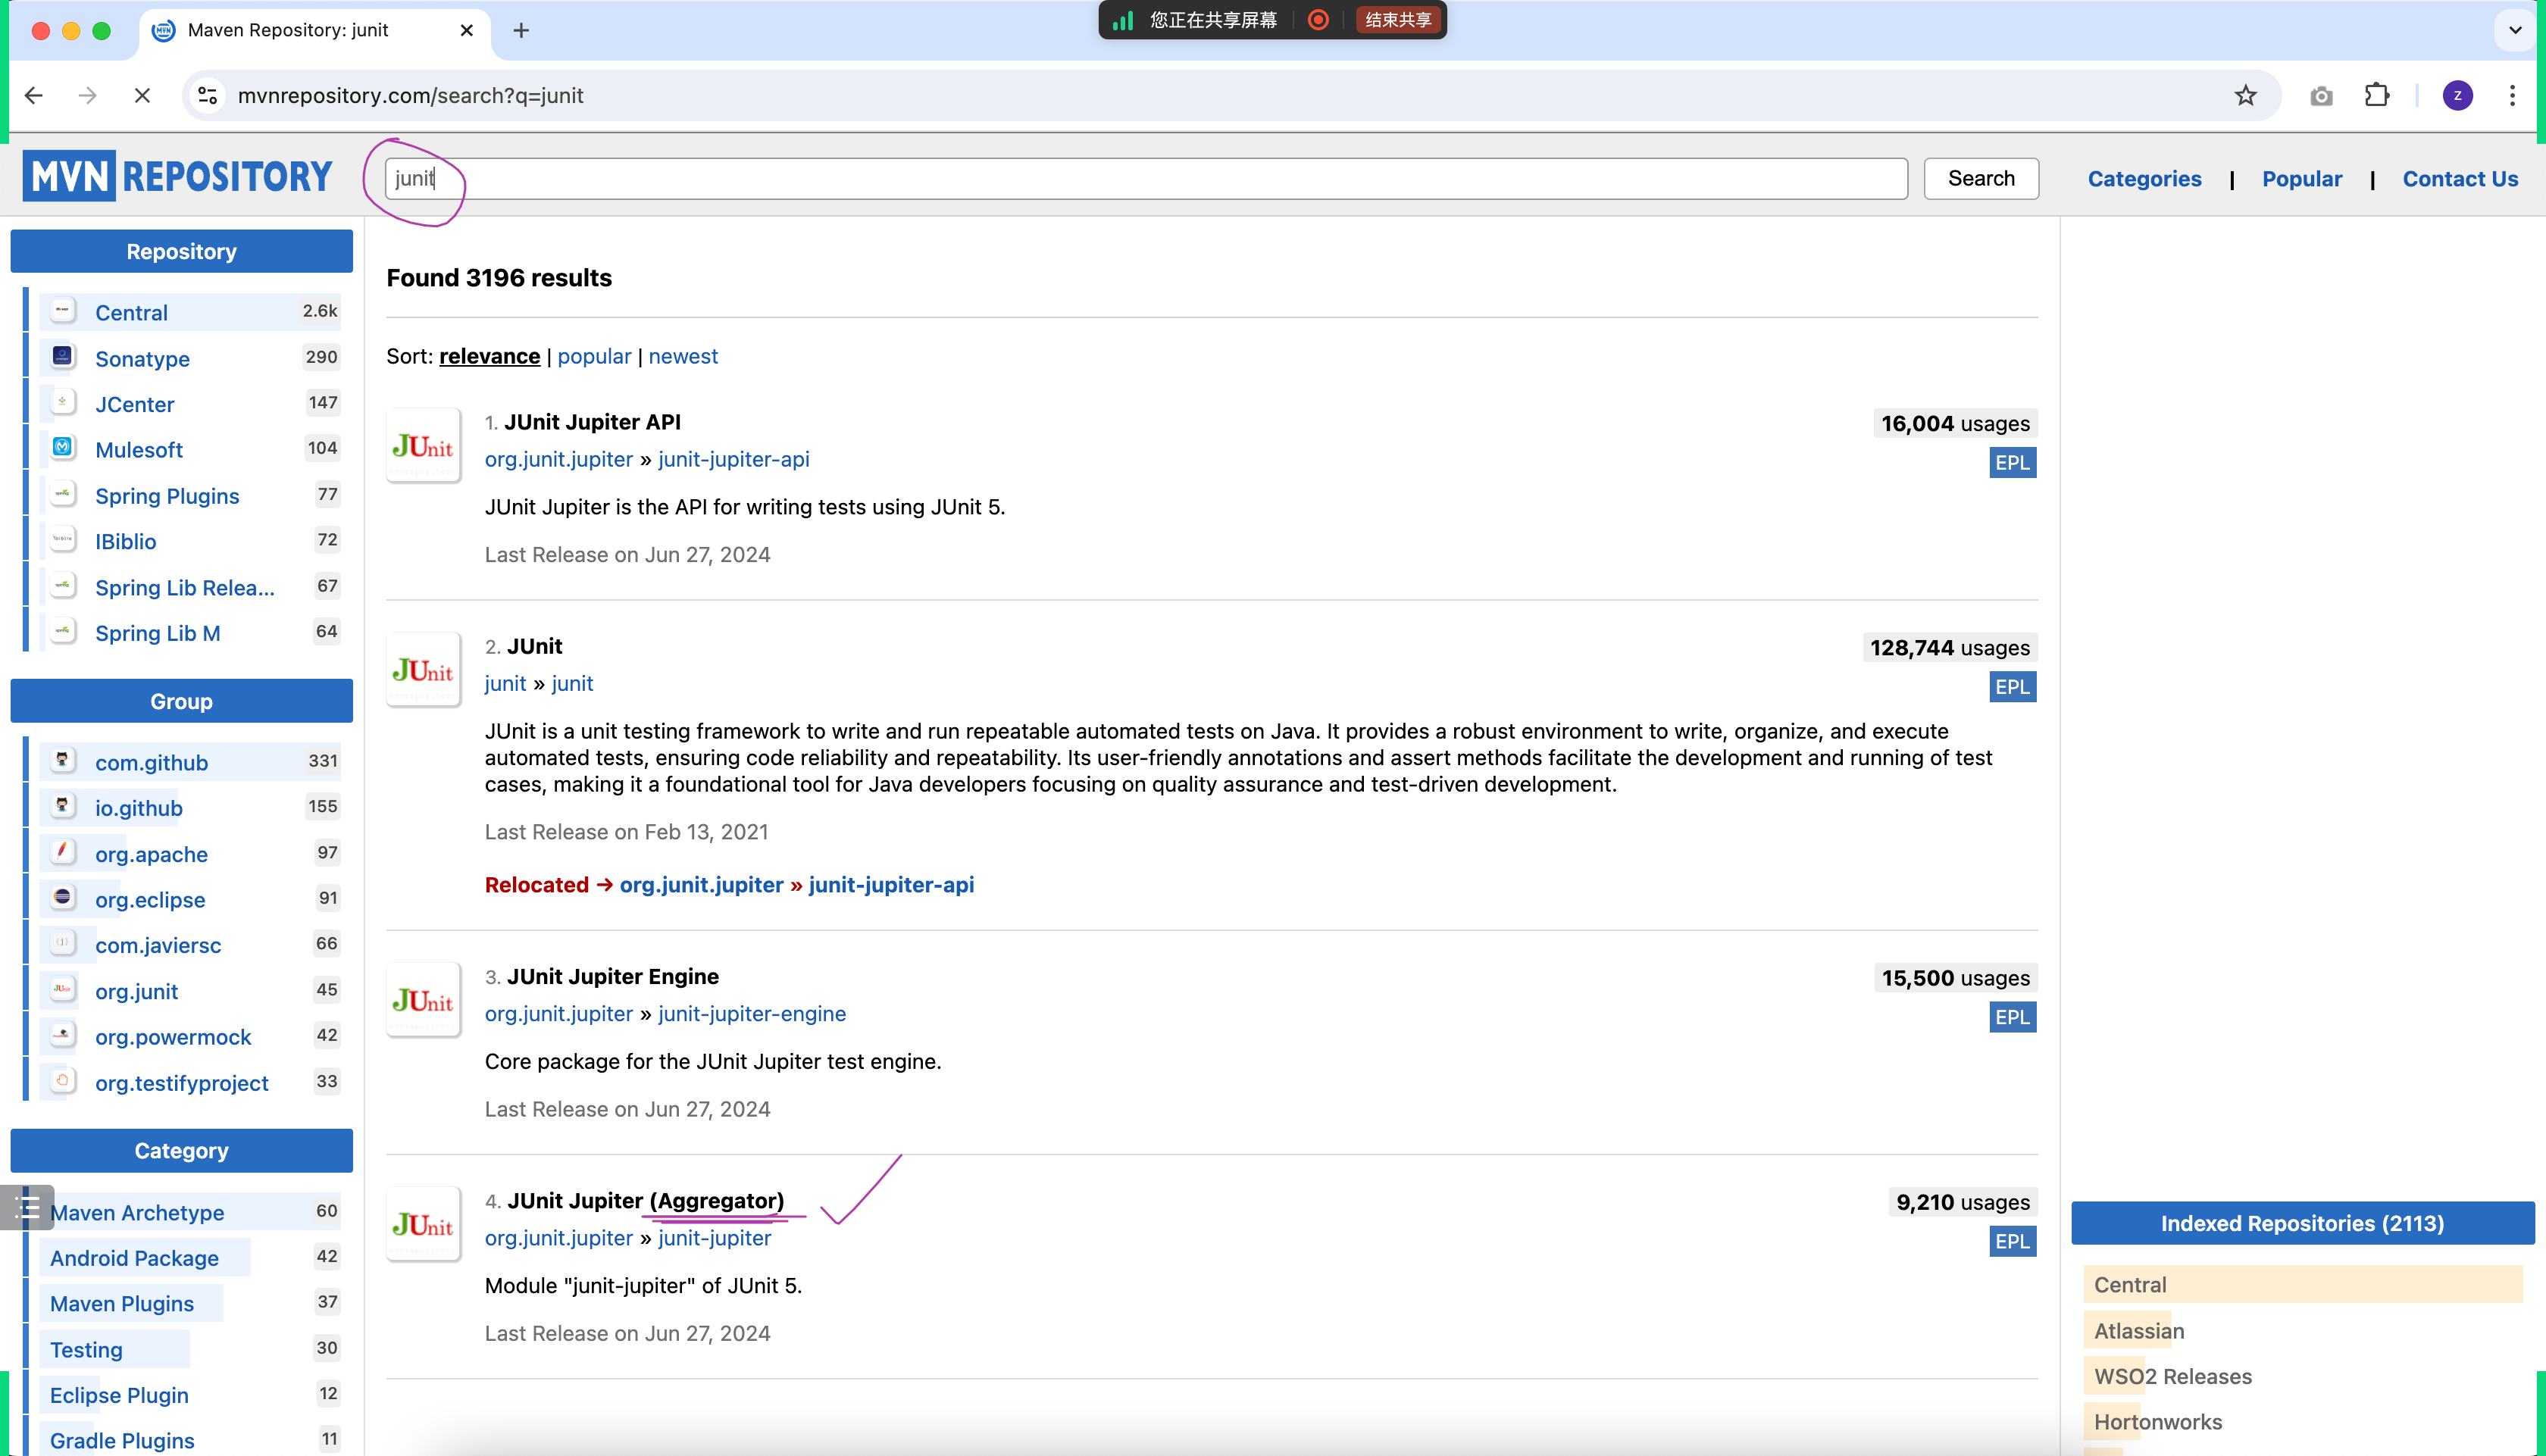 Maven Repository: junit
您正在共享屏幕
结束共享
mvnrepository.com/search?q=junit
z
MVN REPOSITORY
junit
Search
Categories | Popular | Contact Us
Repository
Central 2.6k
Sonatype 290
JCenter 147
Mulesoft 104
Spring Plugins 77
IBiblio 72
Spring Lib Relea... 67
Spring Lib M 64
Group
com.github 331
io.github 155
org.apache 97
org.eclipse 91
com.javiersc 66
org.junit 45
org.powermock 42
org.testifyproject 33
Category
Maven Archetype 60
Android Package 42
Maven Plugins 37
Testing 30
Eclipse Plugin 12
Gradle Plugins 11
Found 3196 results
Sort: relevance | popular | newest
JUnit
1. JUnit Jupiter API
16,004 usages
org.junit.jupiter » junit-jupiter-api
EPL
JUnit Jupiter is the API for writing tests using JUnit 5.
Last Release on Jun 27, 2024
JUnit
2. JUnit
128,744 usages
junit » junit
EPL
JUnit is a unit testing framework to write and run repeatable automated tests on Java. It provides a robust environment to write, organize, and execute
automated tests, ensuring code reliability and repeatability. Its user-friendly annotations and assert methods facilitate the development and running of test
cases, making it a foundational tool for Java developers focusing on quality assurance and test-driven development.
Last Release on Feb 13, 2021
Relocated → org.junit.jupiter » junit-jupiter-api
JUnit
3. JUnit Jupiter Engine
15,500 usages
org.junit.jupiter » junit-jupiter-engine
EPL
Core package for the JUnit Jupiter test engine.
Last Release on Jun 27, 2024
JUnit
4. JUnit Jupiter (Aggregator)
9,210 usages
org.junit.jupiter » junit-jupiter
EPL
Module "junit-jupiter" of JUnit 5.
Last Release on Jun 27, 2024
Indexed Repositories (2113)
Central
Atlassian
WSO2 Releases
Hortonworks